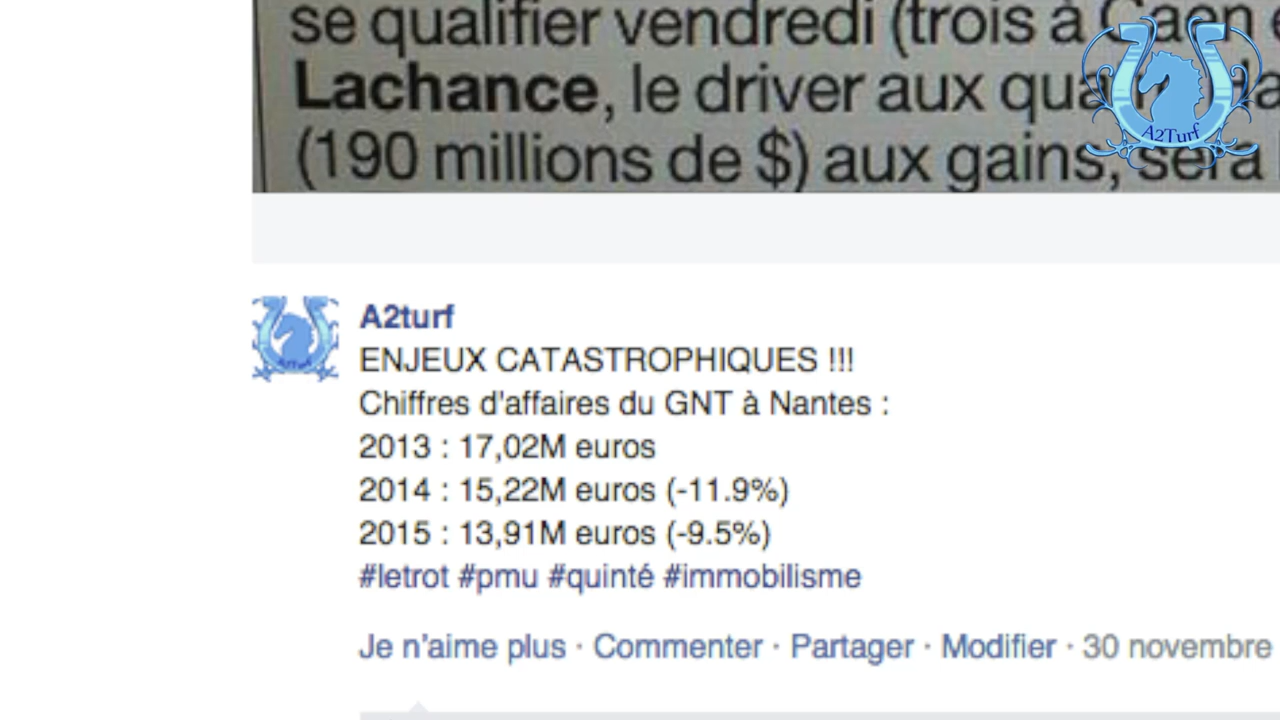 se qualifier vendredi (trois à Caen
Lachance, le driver aux
(190 millions de $) aux gains, sera
A2Turf
A2turf
ENJEUX CATASTROPHIQUES !!!
Chiffres d'affaires du GNT à Nantes :
2013 : 17,02M euros
2014 : 15,22M euros (-11.9%)
2015 : 13,91M euros (-9.5%)
#letrot #pmu #quinté #immobilisme
Je n'aime plus · Commenter · Partager · Modifier · 30 novembre